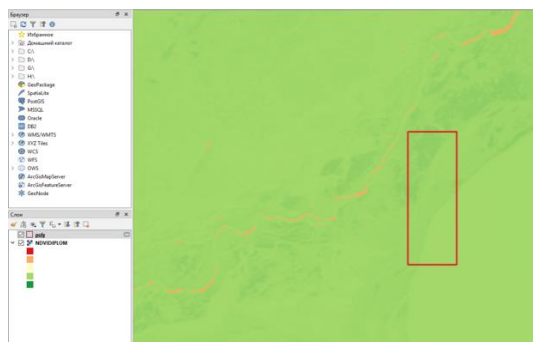 Браузер
Избранное
Домашний каталог
C:\
D:\
G:\
H:\
GeoPackage
SpatiaLite
PostGIS
MSSQL
Oracle
DB2
WMS/WMTS
XYZ Tiles
WCS
WFS
OWS
ArcGisMapServer
ArcGisFeatureServer
GeoNode
Слои
NDVIDIPLOM